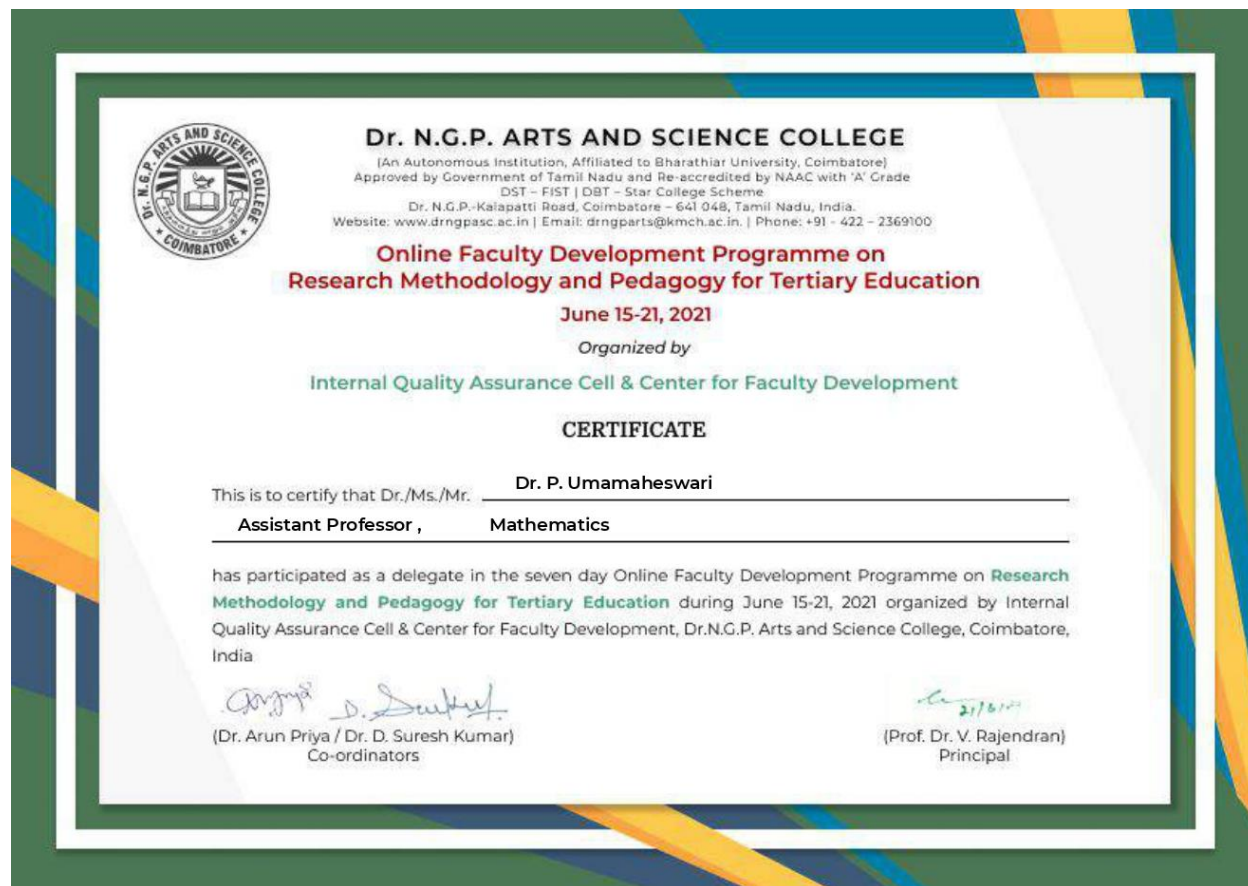 Dr. N.G.P. ARTS AND SCIENCE COLLEGE
COIMBATORE
Dr. N.G.P. ARTS AND SCIENCE COLLEGE
(An Autonomous Institution, Affiliated to Bharathiar University, Coimbatore)
Approved by Government of Tamil Nadu and Re-accredited by NAAC with 'A' Grade
DST – FIST | DBT – Star College Scheme
Dr. N.G.P.-Kalapatti Road, Coimbatore – 641 048, Tamil Nadu, India.
Website: www.drngpasc.ac.in | Email: drngparts@kmch.ac.in. | Phone: +91 - 422 – 2369100
Online Faculty Development Programme on
Research Methodology and Pedagogy for Tertiary Education
June 15-21, 2021
Organized by
Internal Quality Assurance Cell & Center for Faculty Development
CERTIFICATE
This is to certify that Dr./Ms./Mr. Dr. P. Umamaheswari
Assistant Professor , Mathematics
has participated as a delegate in the seven day Online Faculty Development Programme on Research
Methodology and Pedagogy for Tertiary Education during June 15-21, 2021 organized by Internal
Quality Assurance Cell & Center for Faculty Development, Dr.N.G.P. Arts and Science College, Coimbatore,
India
(Dr. Arun Priya / Dr. D. Suresh Kumar)
Co-ordinators
(Prof. Dr. V. Rajendran)
Principal